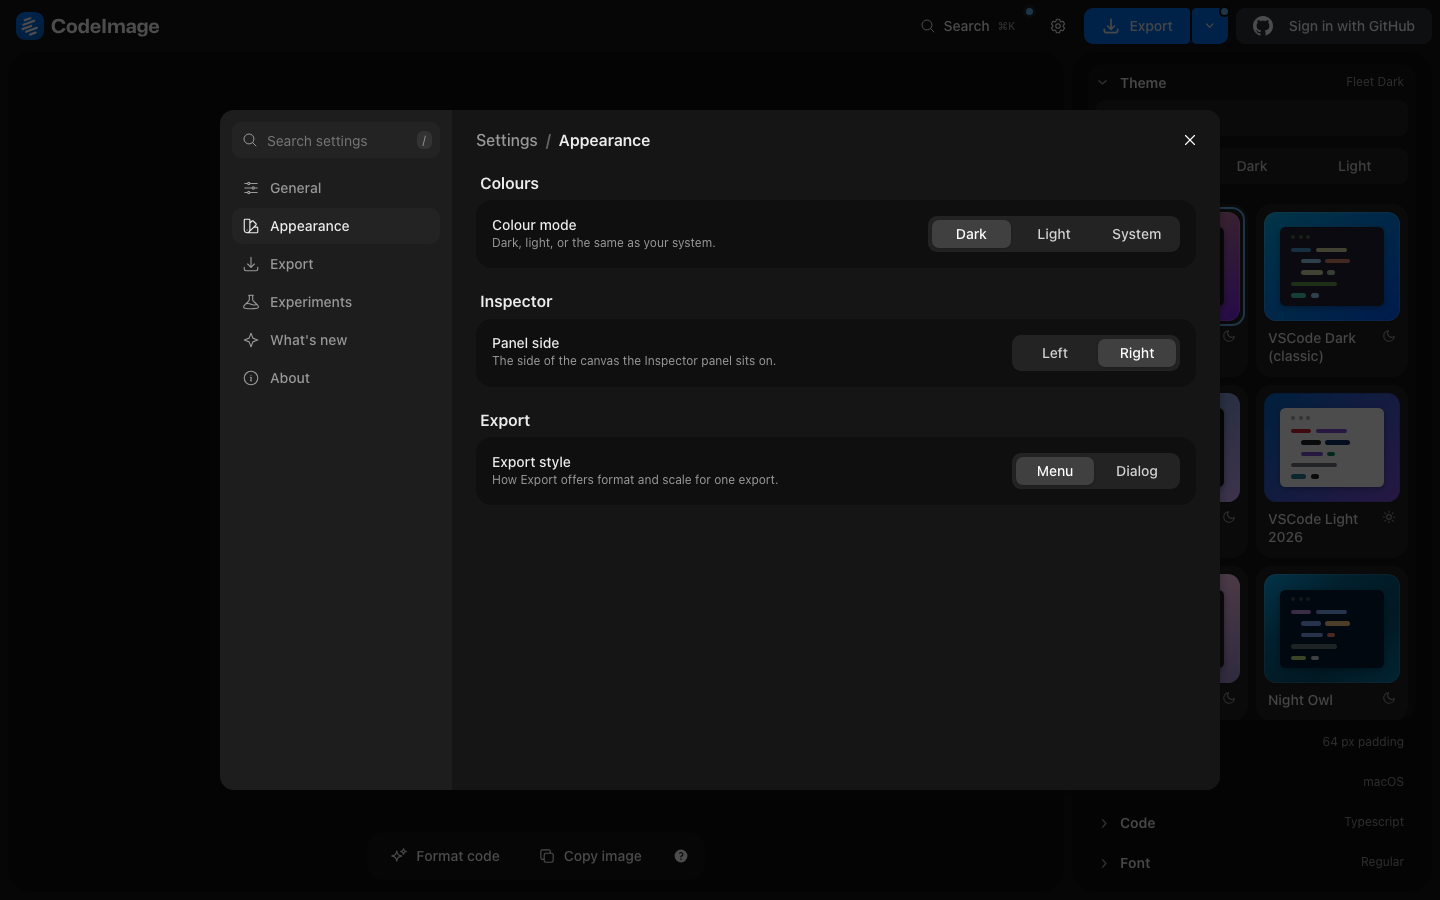 CodeImage
Search ⌘K
Export
Sign in with GitHub
Theme
Fleet Dark
Dark
Light
VSCode Dark
(classic)
VSCode Light
2026
Night Owl
64 px padding
macOS
Code
Typescript
Font
Regular
Search settings /
General
Appearance
Export
Experiments
What's new
About
Settings / Appearance
Colours
Colour mode
Dark, light, or the same as your system.
Dark
Light
System
Inspector
Panel side
The side of the canvas the Inspector panel sits on.
Left
Right
Export
Export style
How Export offers format and scale for one export.
Menu
Dialog
Format code
Copy image
?